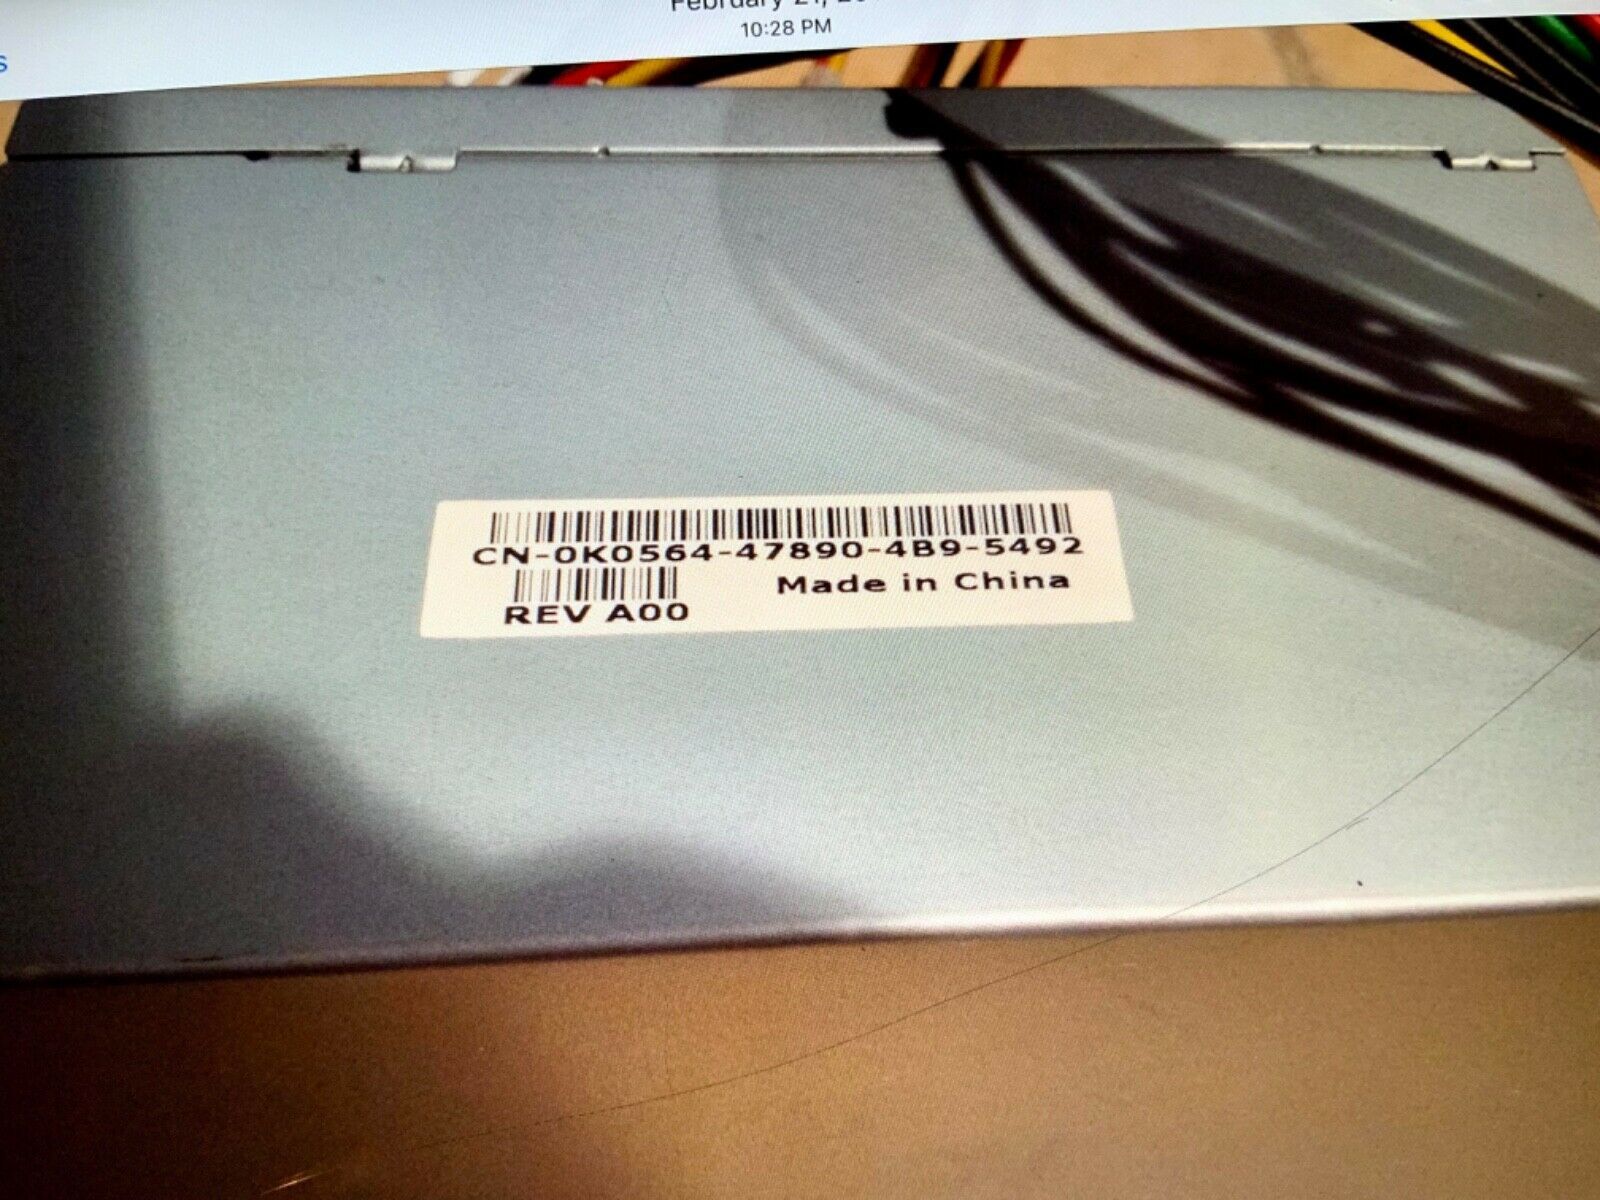 10:28 PM
CN-0K0564-47890-4B9-5492
Made in China
REV A00